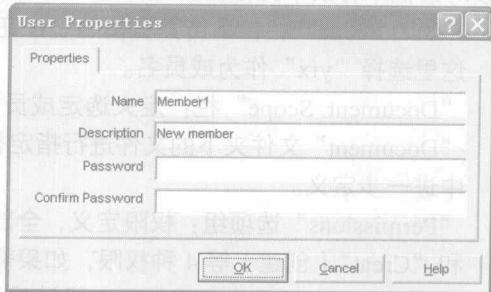 User Properties
Properties
Name Member1
Description New member
Password
Confirm Password
OK Cancel Help